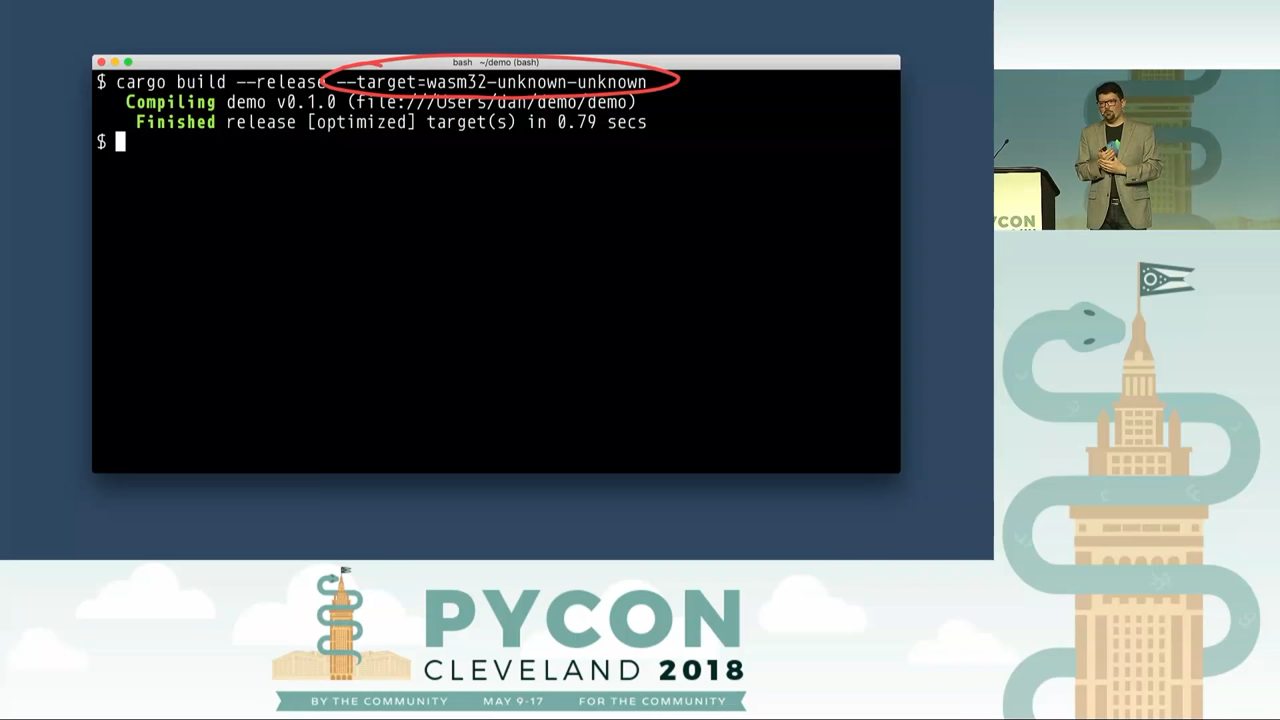 bash ~/demo (bash)
$ cargo build --release --target=wasm32-unknown-unknown
Compiling demo v0.1.0 (file:///Users/dan/demo/demo)
Finished release [optimized] target(s) in 0.79 secs
$
YCON
PYCON
CLEVELAND 2018
BY THE COMMUNITY MAY 9-17 FOR THE COMMUNITY